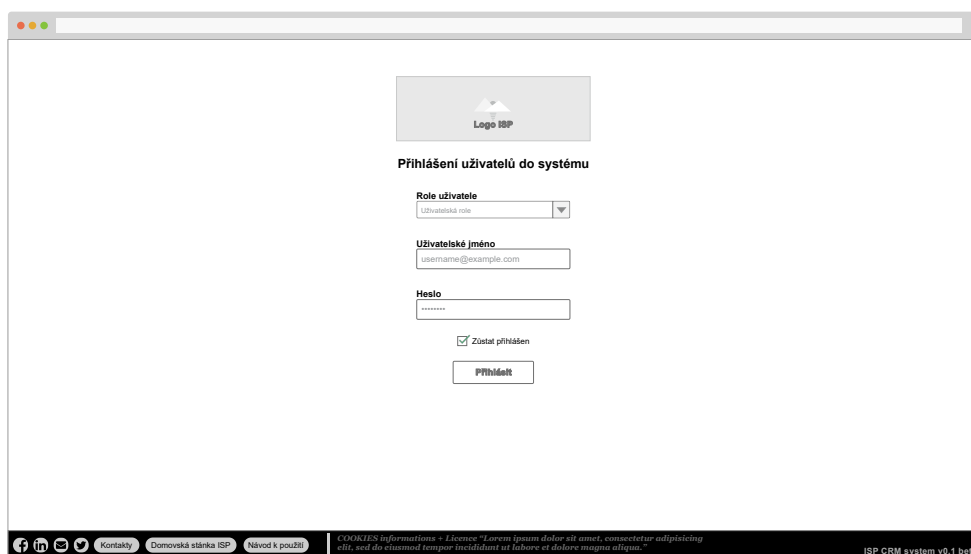 Logo ISP
Přihlášení uživatelů do systému
Role uživatele
Uživatelská role
Uživatelské jméno
username@example.com
Heslo
--------
Zůstat přihlášen
Přihlásit
Kontakty
Domovská stánka ISP
Návod k použití
COOKIES informations + Licence "Lorem ipsum dolor sit amet, consectetur adipisicing
elit, sed do eiusmod tempor incididunt ut labore et dolore magna aliqua."
ISP CRM system v0.1 bet